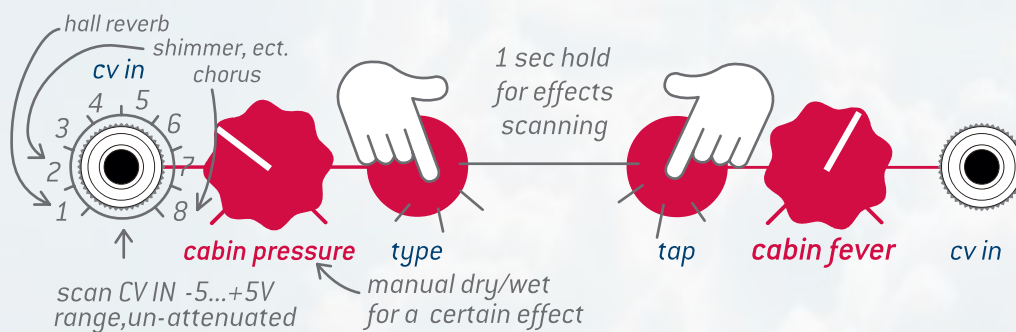 hall reverb
shimmer, ect.
chorus
cv in
1 sec hold
for effects
scanning
4 5
3 6
2 7
1 8
cabin pressure
type
tap
cabin fever
cv in
scan CV IN -5...+5V
range,un-attenuated
manual dry/wet
for a certain effect